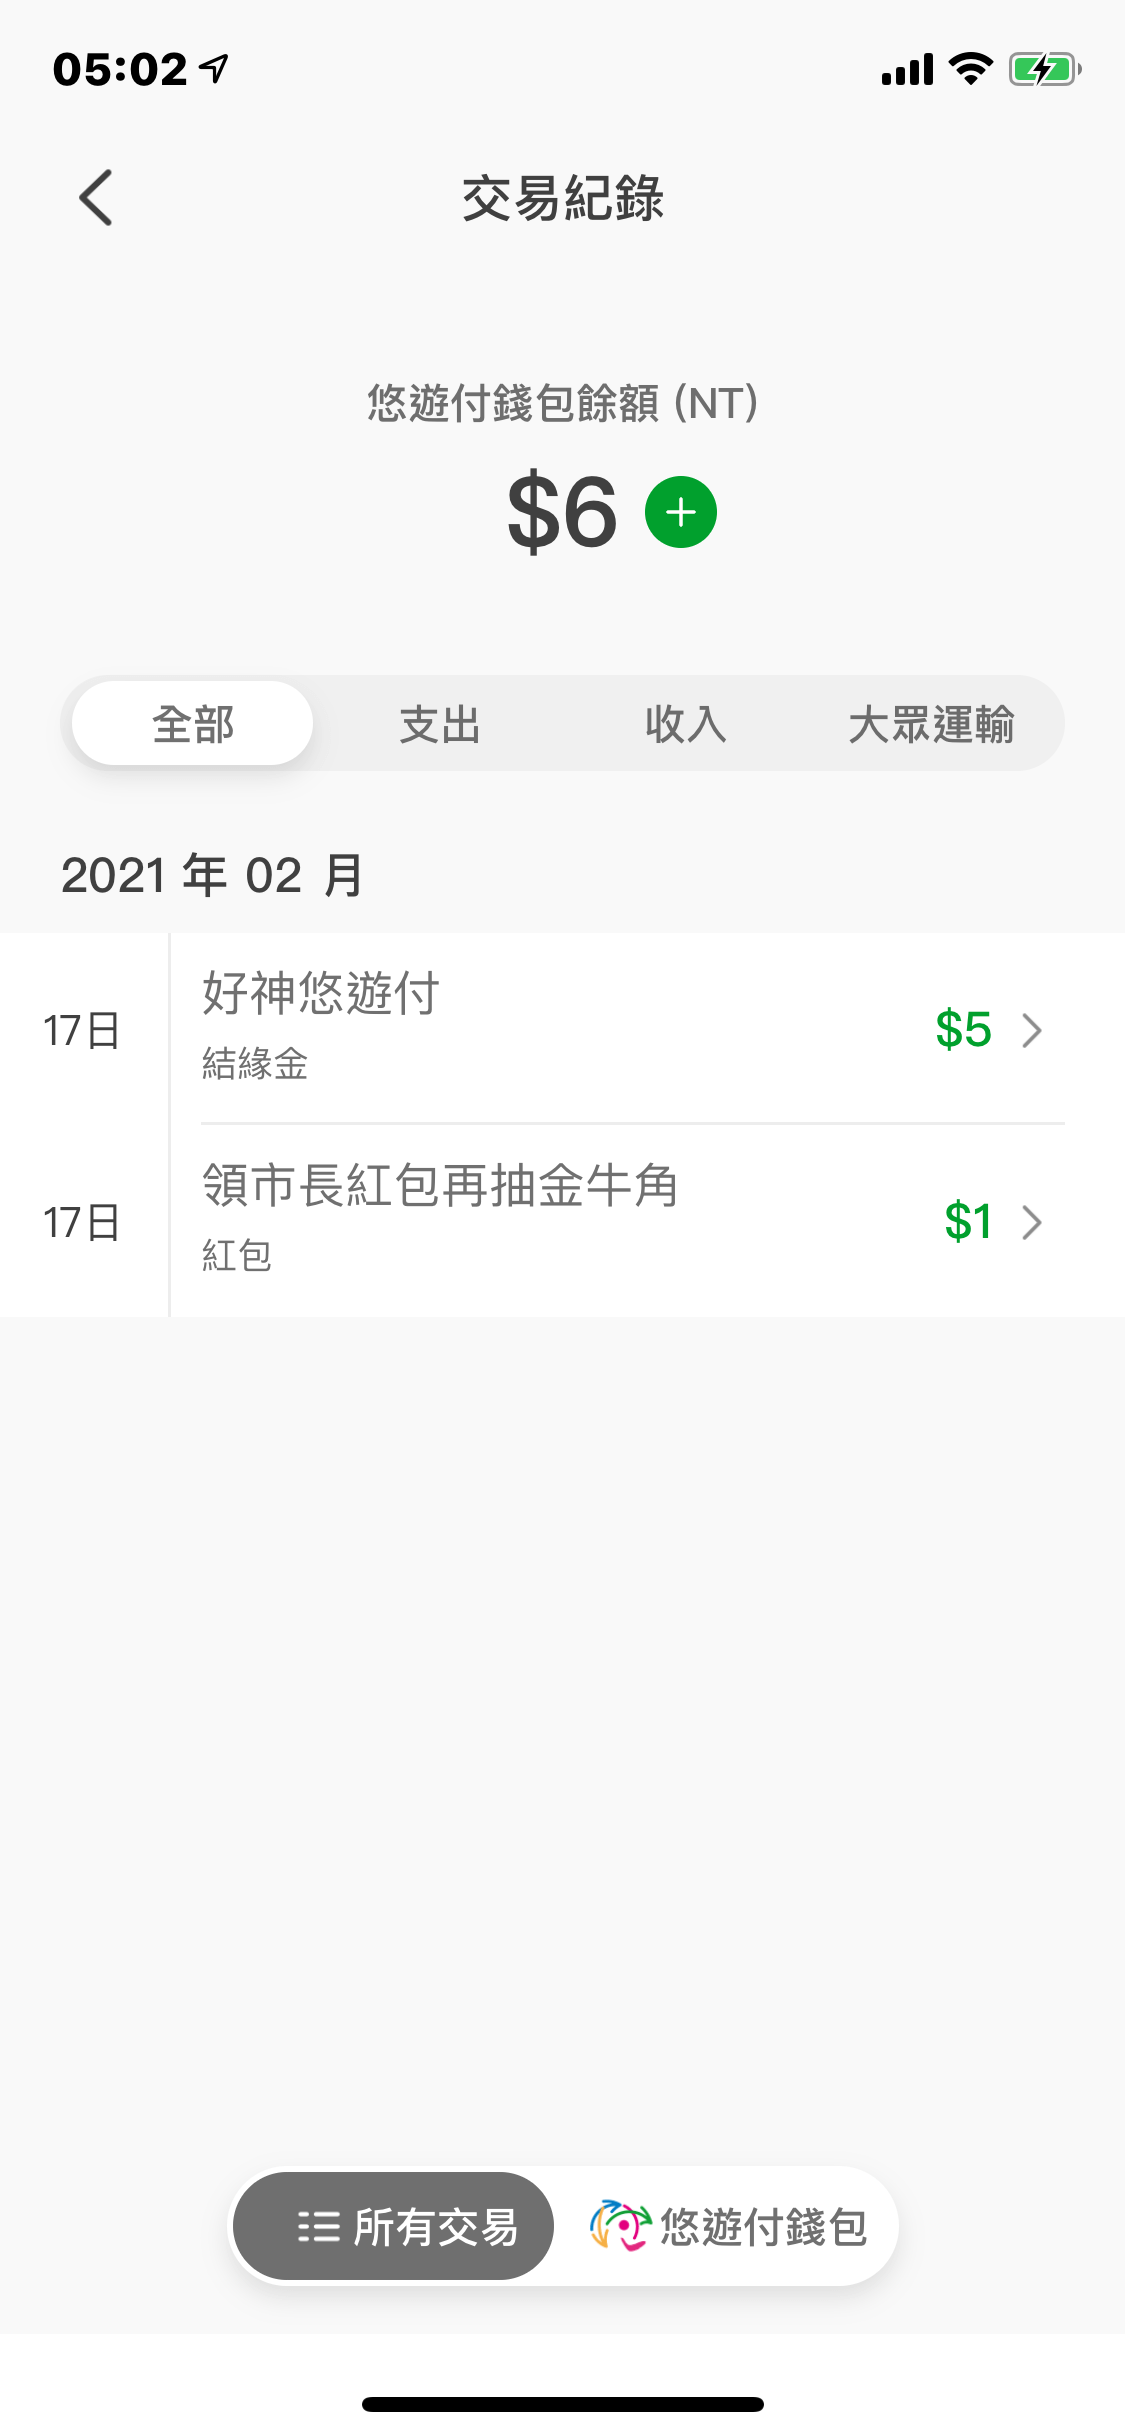 05:02
交易紀錄
悠遊付錢包餘額 (NT)
$6
全部 支出 收入 大眾運輸
2021 年 02 月
好神悠遊付
17日 $5
結緣金
領市長紅包再抽金牛角
17日 $1
紅包
所有交易 悠遊付錢包